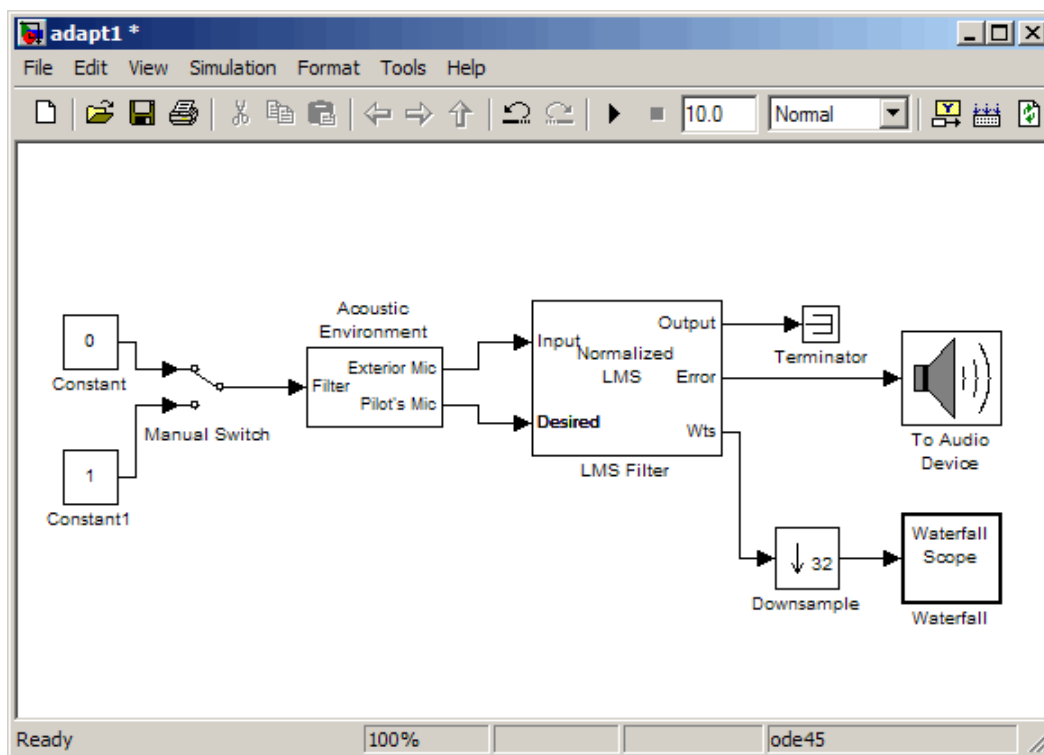 adapt1 *
File Edit View Simulation Format Tools Help
10.0 Normal
0
Constant
1
Constant1
Manual Switch
Acoustic
Environment
Filter
Exterior Mic
Pilot's Mic
Input
Desired
Normalized
LMS
Output
Error
Wts
LMS Filter
Terminator
To Audio
Device
32
Downsample
Waterfall
Scope
Waterfall
Ready 100% ode45